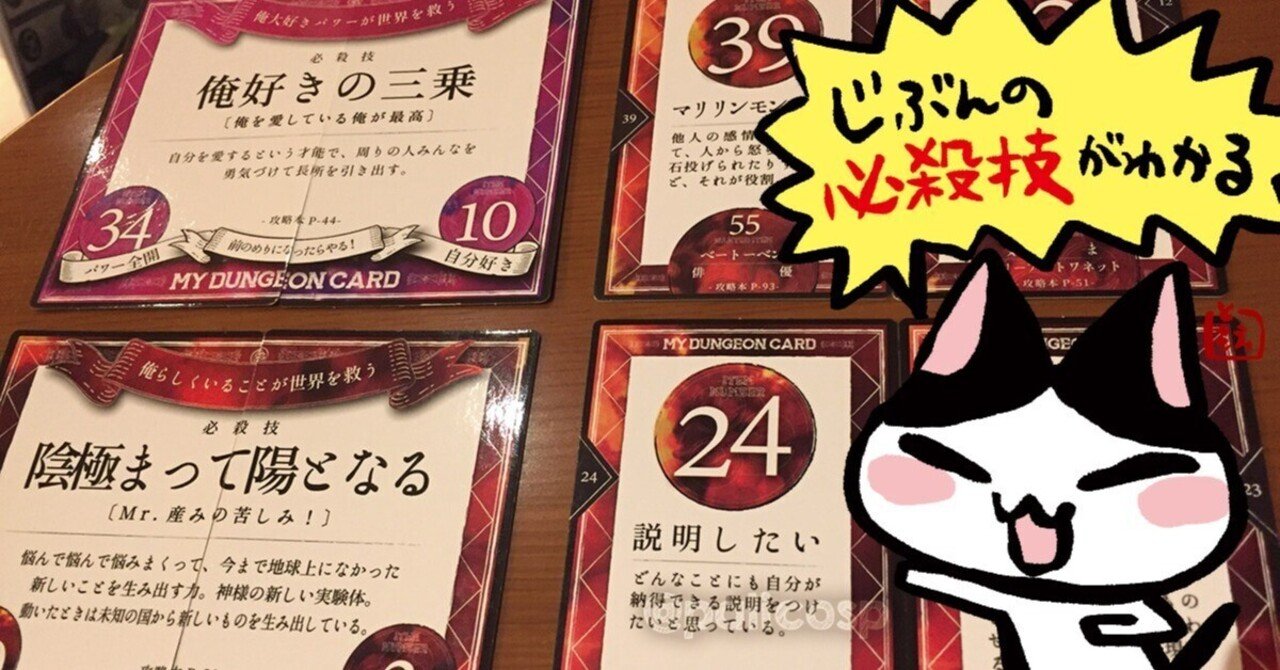 俺大好きパワーが世界を救う
必殺技
俺好きの三乗
〔俺を愛している俺が最高〕
自分を愛するという才能で、周りの人みんなを
勇気づけて長所を引き出す。
-攻略本P-44-
34
パワー全開
前のめりになったらやる!
10
自分好き
MY DUNGEON CARD
39
39
マリリンモン
他人の感情
て、人から怒ら
石投げられたり
ど、それが役割
55
ベートーベン
俳優
-攻略本P-93-
12
-攻略本P-51-
じぶんの
必殺技がわかる
俺らしくいることが世界を救う
必殺技
陰極まって陽となる
〔Mr.産みの苦しみ!〕
悩んで悩んで悩みまくって、今まで地球上になかった
新しいことを生み出す力。神様の新しい実験体。
動いたときは未知の国から新しいものを生み出している。
MY DUNGEON CARD
ITEM
NUMBER
24
24
説明したい
どんなことにも自分が
納得できる説明をつけ
たいと思っている。
MY DUNGEO
23